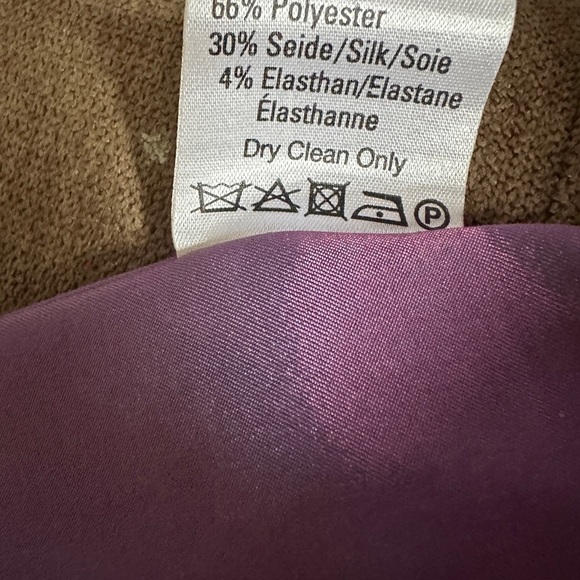 66% Polyester
30% Seide/Silk/Soie
4% Elasthan/Elastane
Élasthanne
Dry Clean Only
P